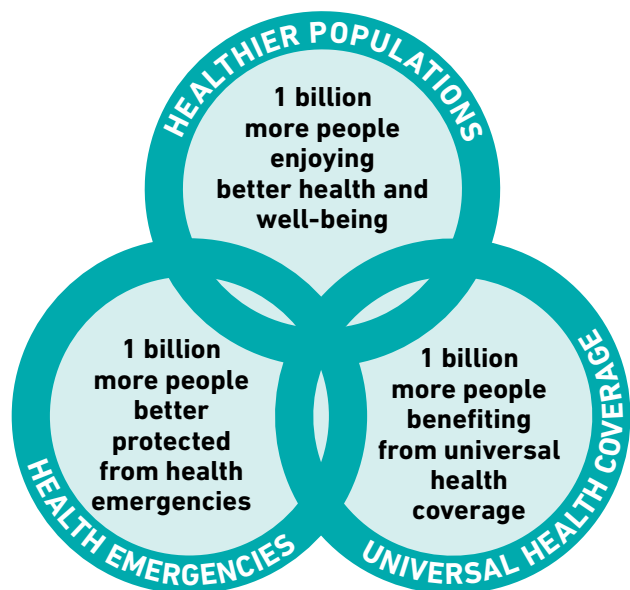 HEALTHIER POPULATIONS
1 billion
more people
enjoying
better health and
well-being
1 billion
more people
better
protected
from health
emergencies
HEALTH EMERGENCIES
1 billion
more people
benefiting
from universal
health
coverage
UNIVERSAL HEALTH COVERAGE